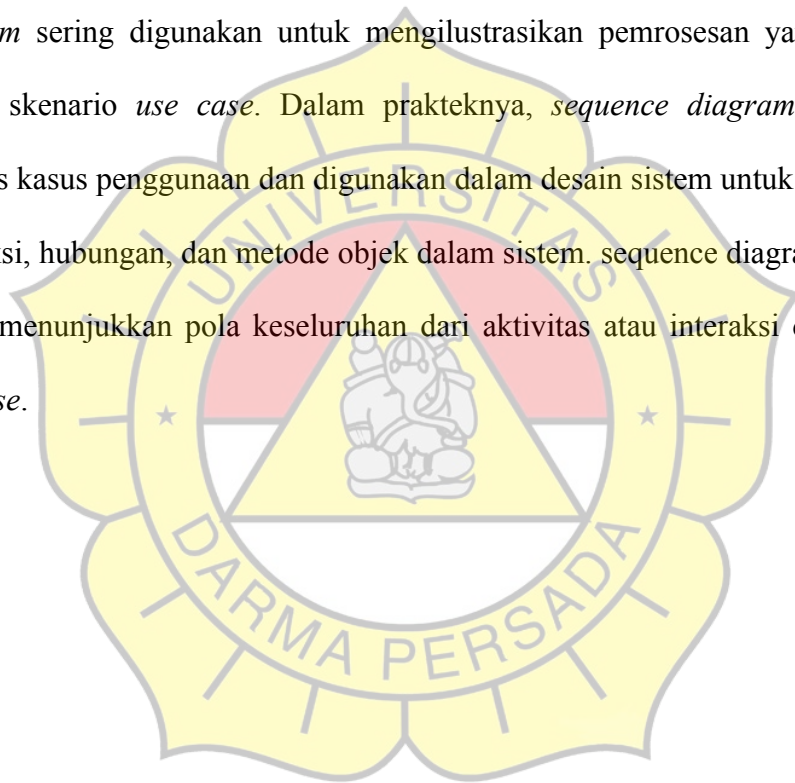 m sering digunakan untuk mengilustrasikan pemrosesan ya
skenario use case. Dalam prakteknya, sequence diagram
s kasus penggunaan dan digunakan dalam desain sistem untuk
si, hubungan, dan metode objek dalam sistem. sequence diagra
menunjukkan pola keseluruhan dari aktivitas atau interaksi
se.
UNIVERSITAS
DARMA PERSADA